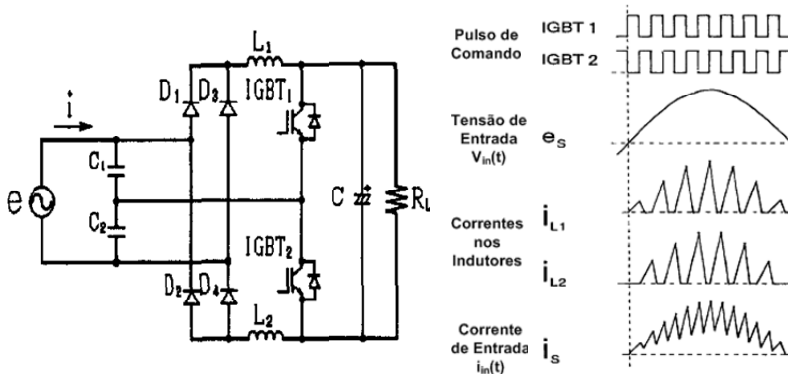 L1
IGBT1
D1 D3
i
C1
e
C2
C
+
RL
IGBT2
D2 D4
L2
Pulso de
Comando
IGBT 1
IGBT 2
Tensão de
Entrada
Vin(t)
es
Correntes
nos
Indutores
iL1
iL2
Corrente
de Entrada
iin(t)
is